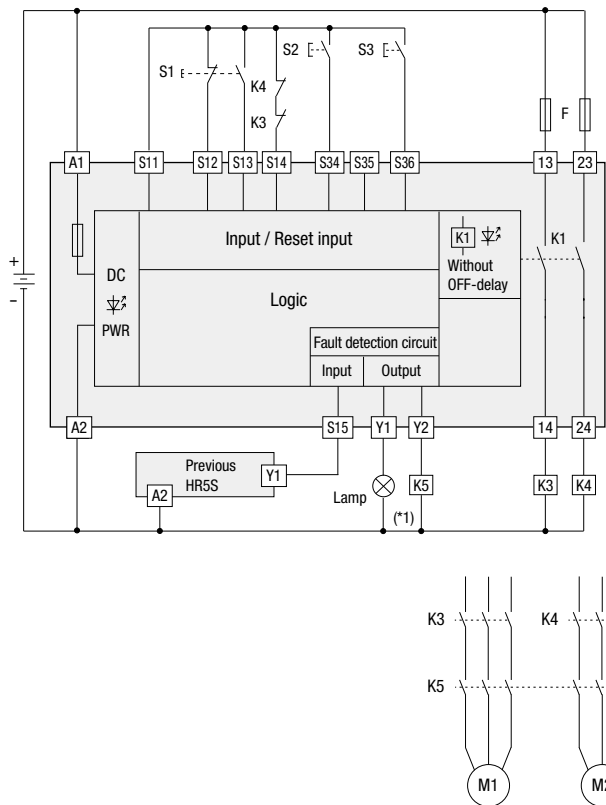 S1
K4
K3
S2
S3
F
A1
S11
S12
S13
S14
S34
S35
S36
13
23
+
-
DC
PWR
Input / Reset input
Logic
K1
Without
OFF-delay
K1
Fault detection circuit
Input
Output
A2
S15
Y1
Y2
14
24
Previous
HR5S
Y1
A2
Lamp
(*1)
K5
K3
K4
K3
K4
K5
M1
M2